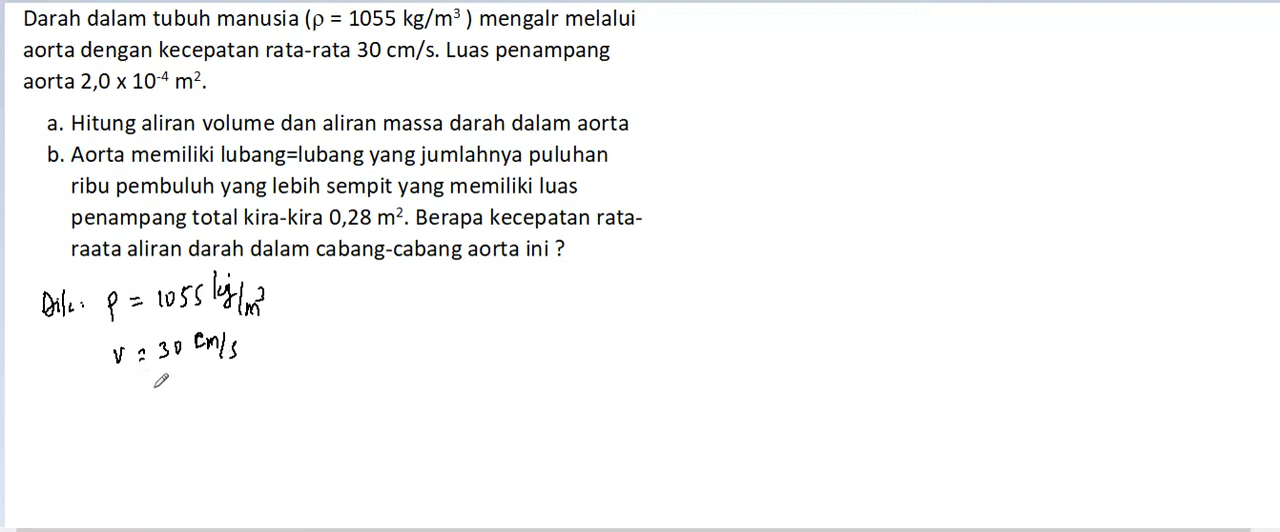 Darah dalam tubuh manusia (ρ = 1055 kg/m³ ) mengalr melalui
aorta dengan kecepatan rata-rata 30 cm/s. Luas penampang
aorta 2,0 x 10⁻⁴ m².
a. Hitung aliran volume dan aliran massa darah dalam aorta
b. Aorta memiliki lubang=lubang yang jumlahnya puluhan
ribu pembuluh yang lebih sempit yang memiliki luas
penampang total kira-kira 0,28 m². Berapa kecepatan rata-
raata aliran darah dalam cabang-cabang aorta ini ?
Dik: ρ = 1055 kg/m³
v = 30 cm/s